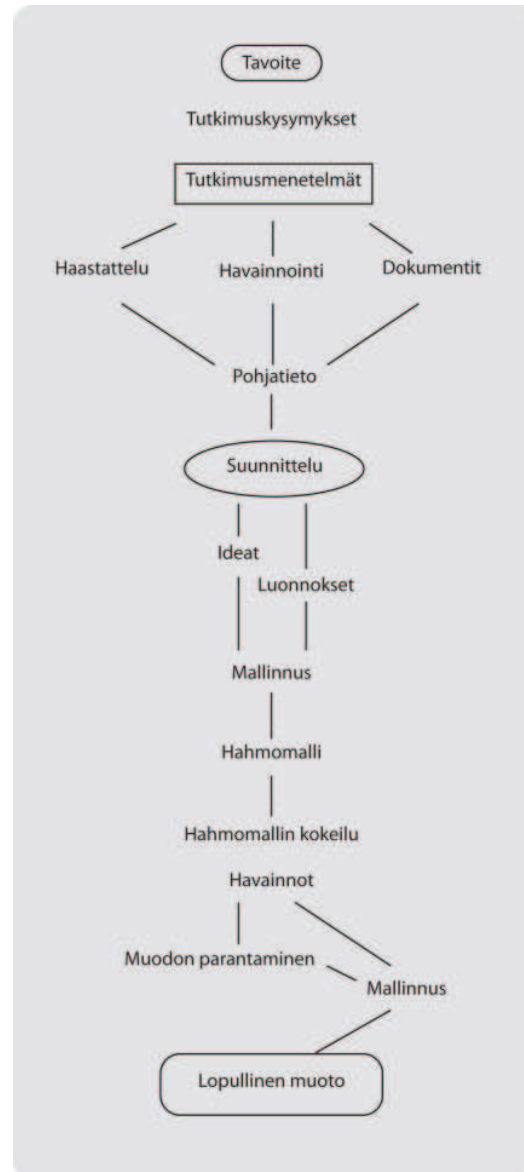 Tavoite
Tutkimuskysymykset
Tutkimusmenetelmät
Haastattelu
Havainnointi
Dokumentit
Pohjatieto
Suunnittelu
Ideat
Luonnokset
Mallinnus
Hahmomalli
Hahmomallin kokeilu
Havainnot
Muodon parantaminen
Mallinnus
Lopullinen muoto